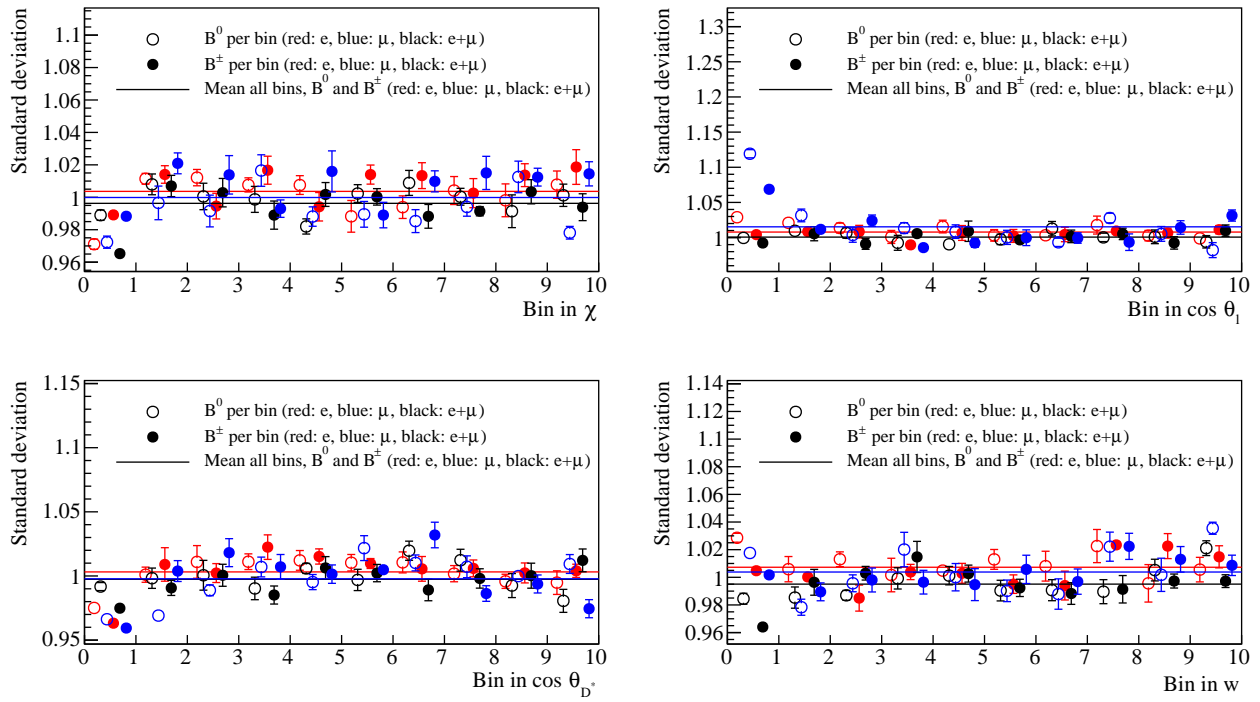 Standard deviation
1.1
1.08
1.06
1.04
1.02
1
0.98
0.96
B⁰ per bin (red: e, blue: μ, black: e+μ)
B± per bin (red: e, blue: μ, black: e+μ)
Mean all bins, B⁰ and B± (red: e, blue: μ, black: e+μ)
0 1 2 3 4 5 6 7 8 9 10
Bin in χ
Standard deviation
1.3
1.25
1.2
1.15
1.1
1.05
1
B⁰ per bin (red: e, blue: μ, black: e+μ)
B± per bin (red: e, blue: μ, black: e+μ)
Mean all bins, B⁰ and B± (red: e, blue: μ, black: e+μ)
0 1 2 3 4 5 6 7 8 9 10
Bin in cos θ_l
Standard deviation
1.15
1.1
1.05
1
0.95
B⁰ per bin (red: e, blue: μ, black: e+μ)
B± per bin (red: e, blue: μ, black: e+μ)
Mean all bins, B⁰ and B± (red: e, blue: μ, black: e+μ)
0 1 2 3 4 5 6 7 8 9 10
Bin in cos θ_D*
Standard deviation
1.14
1.12
1.1
1.08
1.06
1.04
1.02
1
0.98
0.96
B⁰ per bin (red: e, blue: μ, black: e+μ)
B± per bin (red: e, blue: μ, black: e+μ)
Mean all bins, B⁰ and B± (red: e, blue: μ, black: e+μ)
0 1 2 3 4 5 6 7 8 9 10
Bin in w